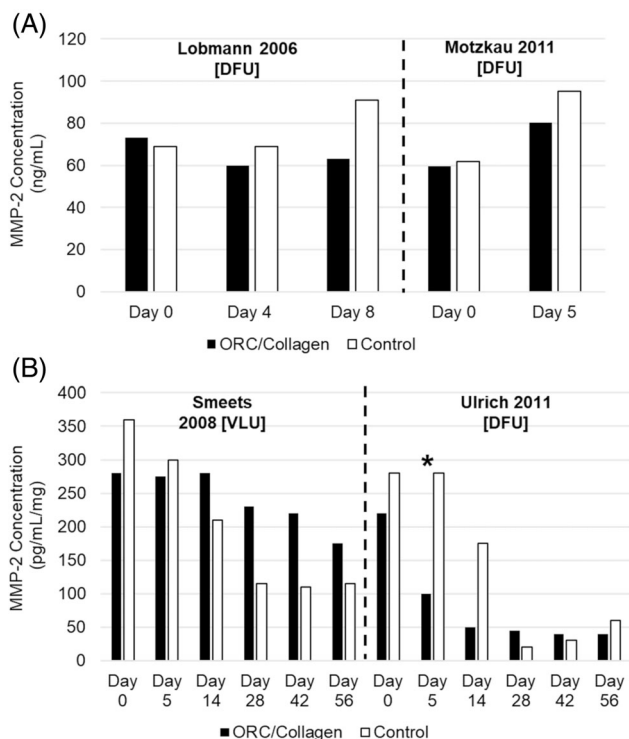 (A)
MMP-2 Concentration
(ng/mL)
120
100
80
60
40
20
0
Lobmann 2006
[DFU]
Motzkau 2011
[DFU]
Day 0 Day 4 Day 8 Day 0 Day 5
ORC/Collagen Control
(B)
MMP-2 Concentration
(pg/mL/mg)
400
350
300
250
200
150
100
50
0
Smeets
2008 [VLU]
Ulrich 2011
[DFU]
*
Day Day Day Day Day Day Day Day Day Day Day Day
0 5 14 28 42 56 0 5 14 28 42 56
ORC/Collagen Control